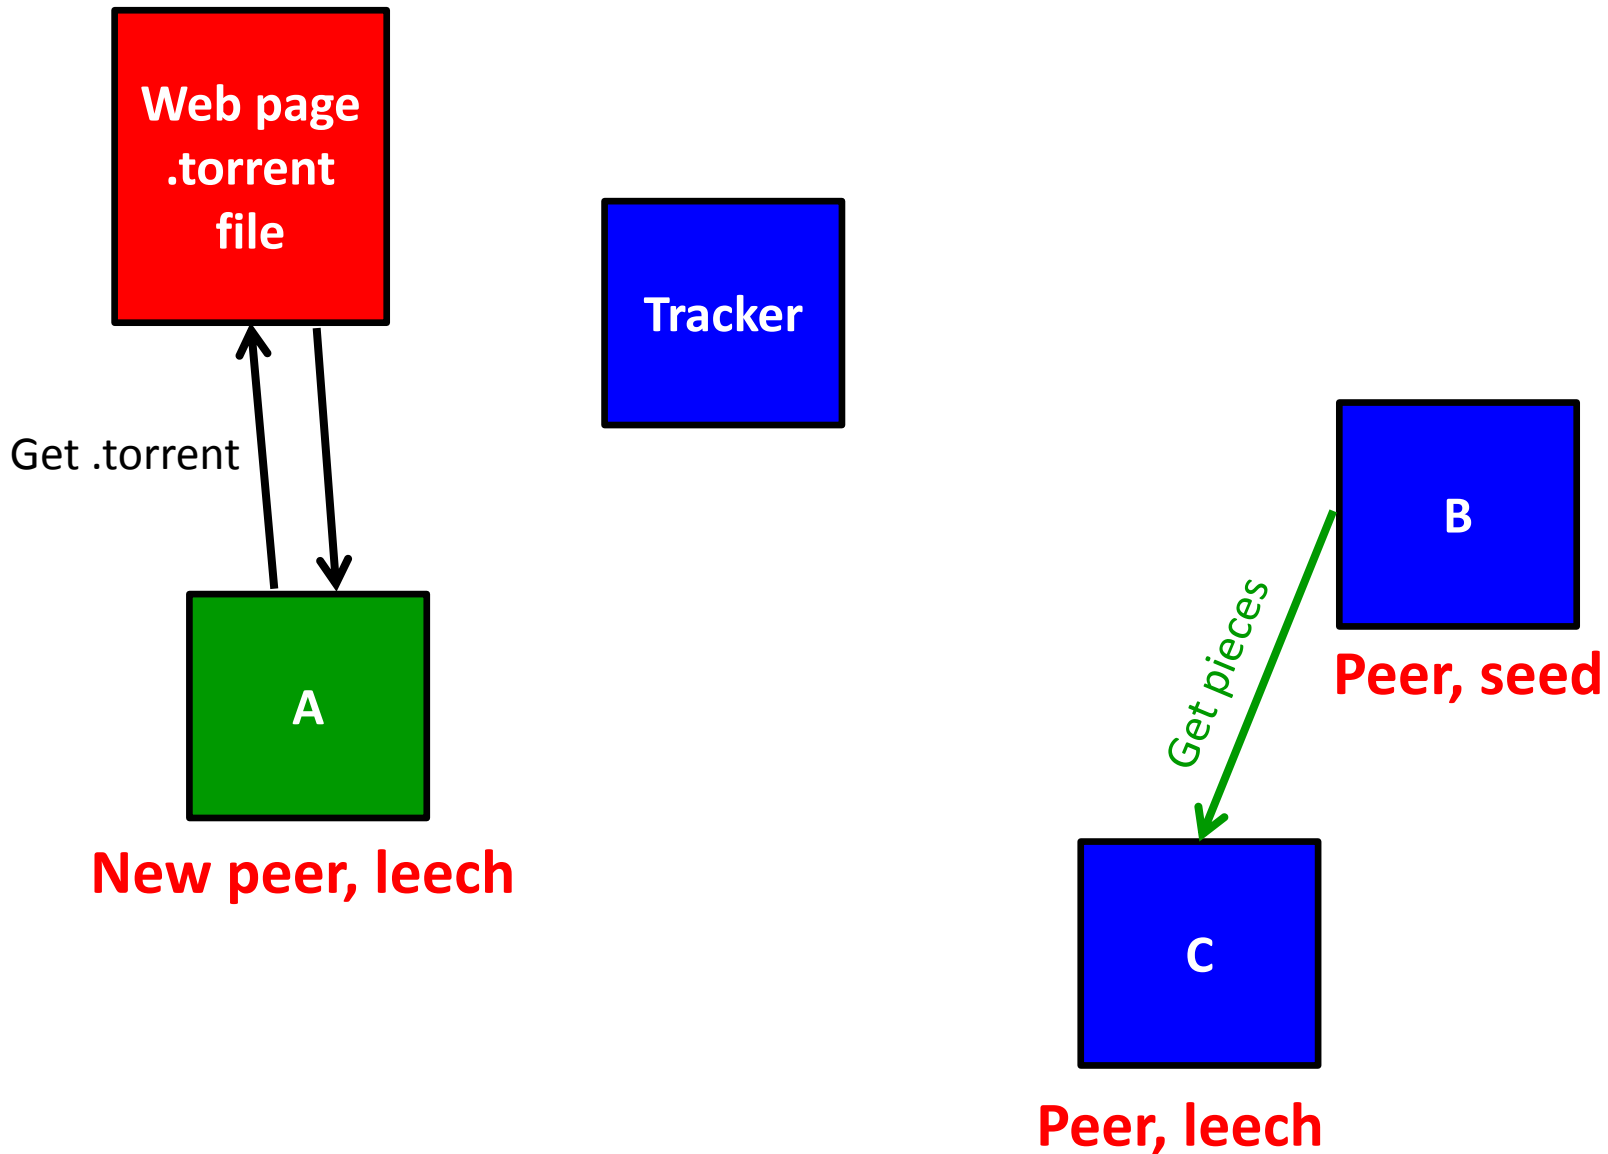 Web page
.torrent
file
Tracker
Get .torrent
B
Get pieces
Peer, seed
A
New peer, leech
C
Peer, leech